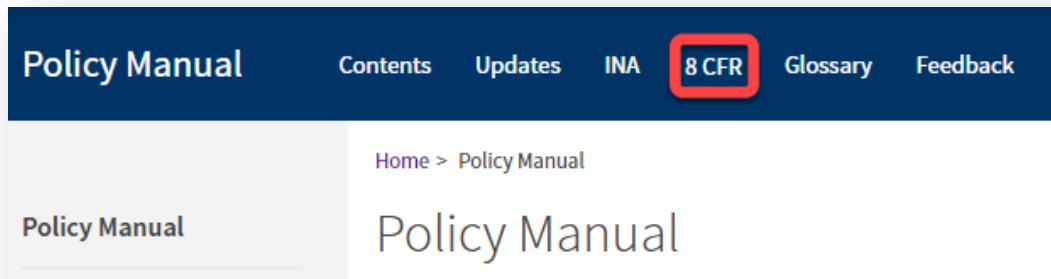 Policy Manual Contents Updates INA 8 CFR Glossary Feedback
Home > Policy Manual
Policy Manual
Policy Manual